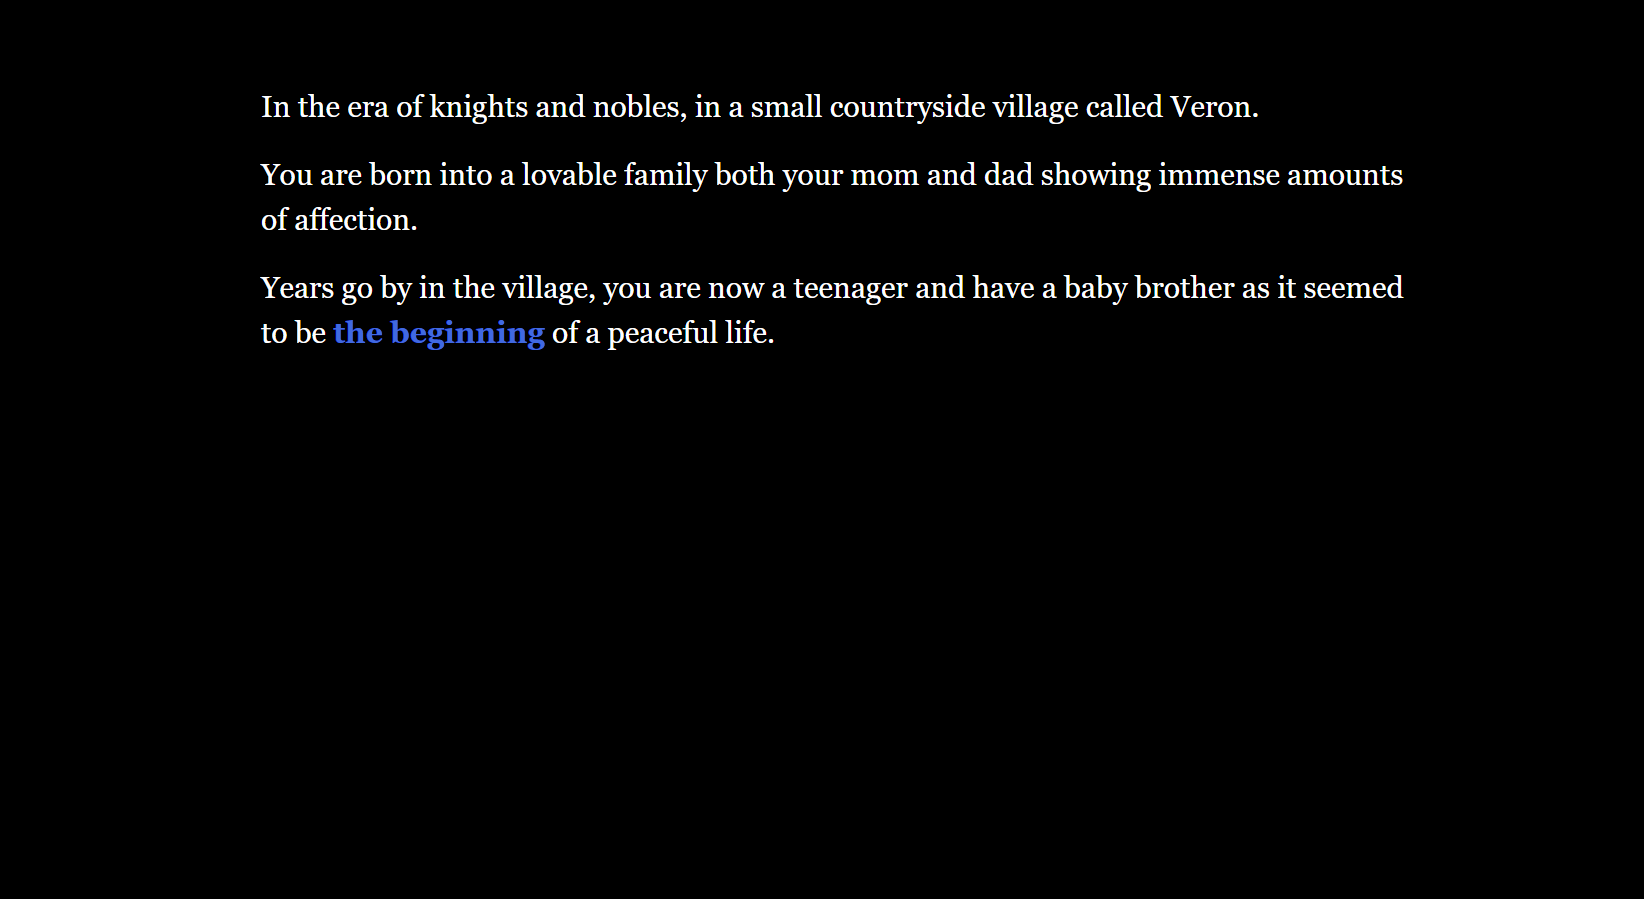 In the era of knights and nobles, in a small countryside village called Veron.
You are born into a lovable family both your mom and dad showing immense amounts
of affection.
Years go by in the village, you are now a teenager and have a baby brother as it seemed
to be the beginning of a peaceful life.